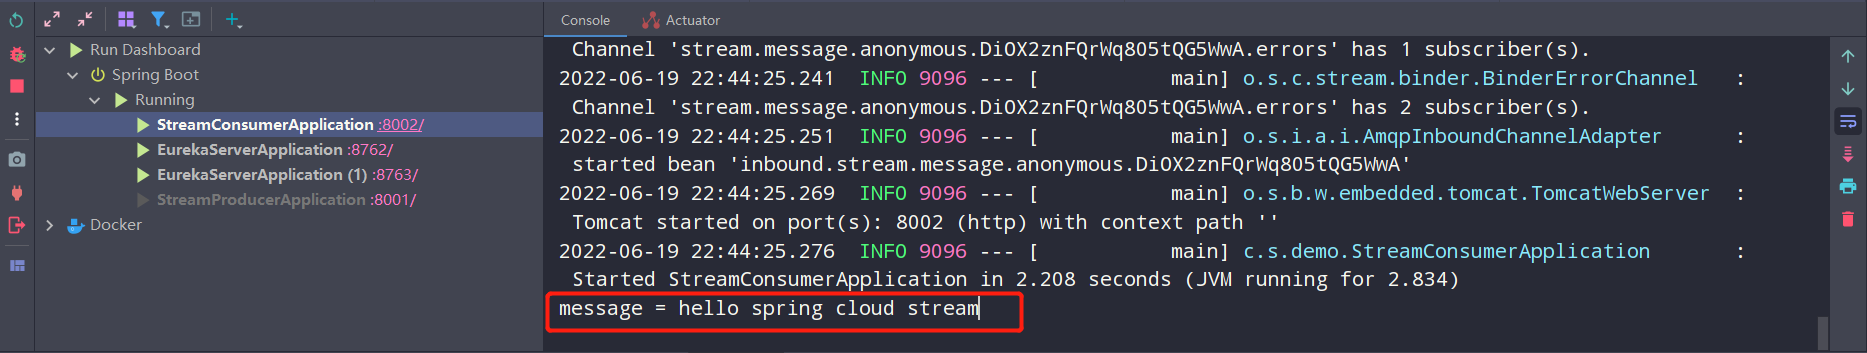 Console
Actuator
Run Dashboard
Spring Boot
Running
StreamConsumerApplication :8002/
EurekaServerApplication :8762/
EurekaServerApplication (1) :8763/
StreamProducerApplication :8001/
Docker
Channel 'stream.message.anonymous.DiOX2znFQrWq805tQG5WwA.errors' has 1 subscriber(s).
2022-06-19 22:44:25.241 INFO 9096 --- [ main] o.s.c.stream.binder.BinderErrorChannel :
Channel 'stream.message.anonymous.DiOX2znFQrWq805tQG5WwA.errors' has 2 subscriber(s).
2022-06-19 22:44:25.251 INFO 9096 --- [ main] o.s.i.a.i.AmqpInboundChannelAdapter :
started bean 'inbound.stream.message.anonymous.DiOX2znFQrWq805tQG5WwA'
2022-06-19 22:44:25.269 INFO 9096 --- [ main] o.s.b.w.embedded.tomcat.TomcatWebServer :
Tomcat started on port(s): 8002 (http) with context path ''
2022-06-19 22:44:25.276 INFO 9096 --- [ main] c.s.demo.StreamConsumerApplication :
Started StreamConsumerApplication in 2.208 seconds (JVM running for 2.834)
message = hello spring cloud stream